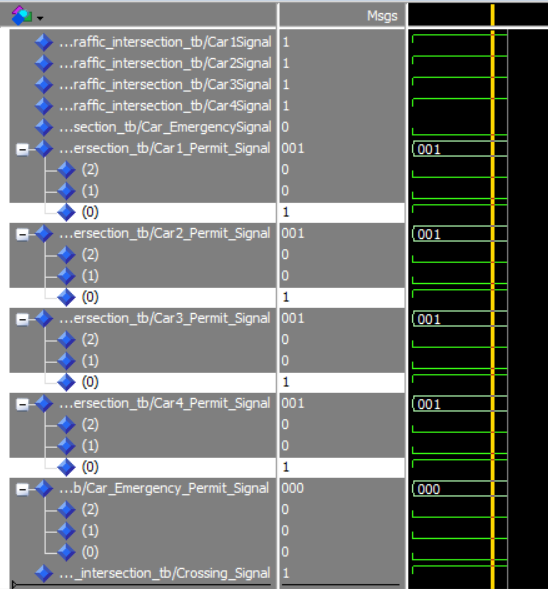 Msgs
...raffic_intersection_tb/Car1Signal 1
...raffic_intersection_tb/Car2Signal 1
...raffic_intersection_tb/Car3Signal 1
...raffic_intersection_tb/Car4Signal 1
...section_tb/Car_EmergencySignal 0
...ersection_tb/Car1_Permit_Signal 001 001
(2) 0
(1) 0
(0) 1
...ersection_tb/Car2_Permit_Signal 001 001
(2) 0
(1) 0
(0) 1
...ersection_tb/Car3_Permit_Signal 001 001
(2) 0
(1) 0
(0) 1
...ersection_tb/Car4_Permit_Signal 001 001
(2) 0
(1) 0
(0) 1
...b/Car_Emergency_Permit_Signal 000 000
(2) 0
(1) 0
(0) 0
..._intersection_tb/Crossing_Signal 1